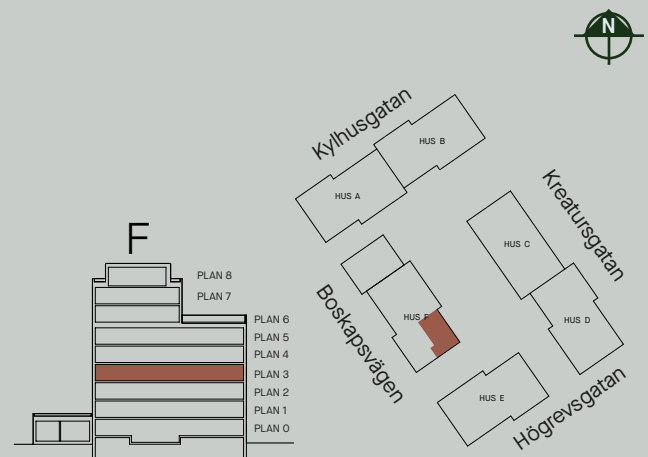 N
Kylhusgatan
HUS B
HUS A
Kreatursgatan
HUS C
F
PLAN 8
PLAN 7
PLAN 6
PLAN 5
PLAN 4
PLAN 3
PLAN 2
PLAN 1
PLAN 0
Boskapsvägen
HUS F
HUS D
HUS E
Högrevsgatan